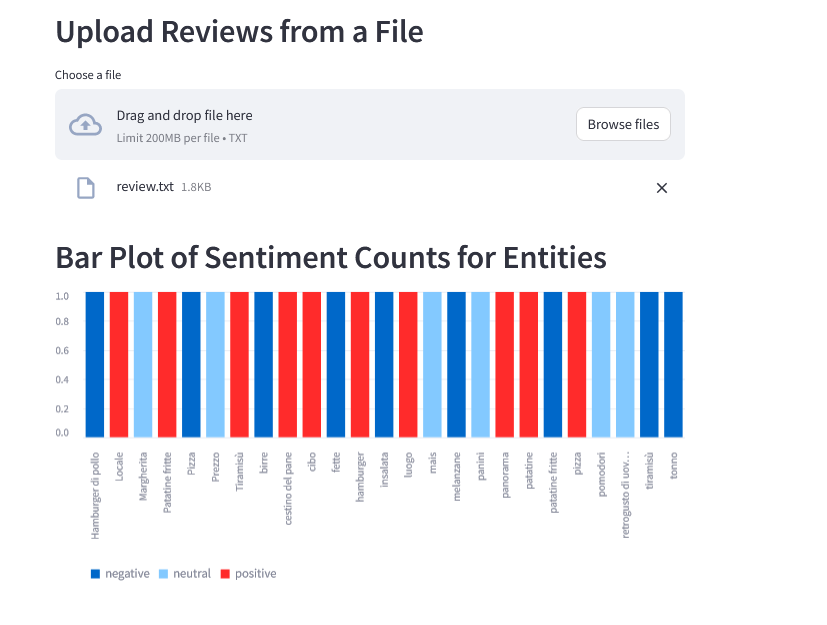 Upload Reviews from a File
Choose a file
Drag and drop file here
Limit 200MB per file • TXT
Browse files
review.txt 1.8KB
Bar Plot of Sentiment Counts for Entities
1.0
0.8
0.6
0.4
0.2
0.0
Hamburger di pollo
Locale
Margherita
Patatine fritte
Pizza
Prezzo
Tiramisù
birre
cestino del pane
cibo
fette
hamburger
insalata
luogo
mais
melanzane
panini
panorama
patatine
patatine fritte
pizza
pomodori
retrogusto di uov…
tiramisù
tonno
negative neutral positive